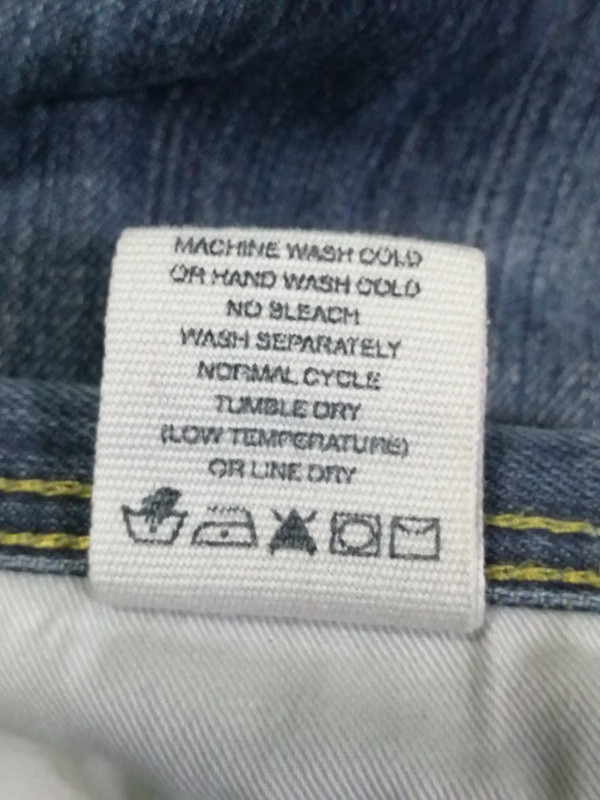 MACHINE WASH COLD
OR HAND WASH COLD
NO BLEACH
WASH SEPARATELY
NORMAL CYCLE
TUMBLE DRY
(LOW TEMPERATURE)
OR LINE DRY